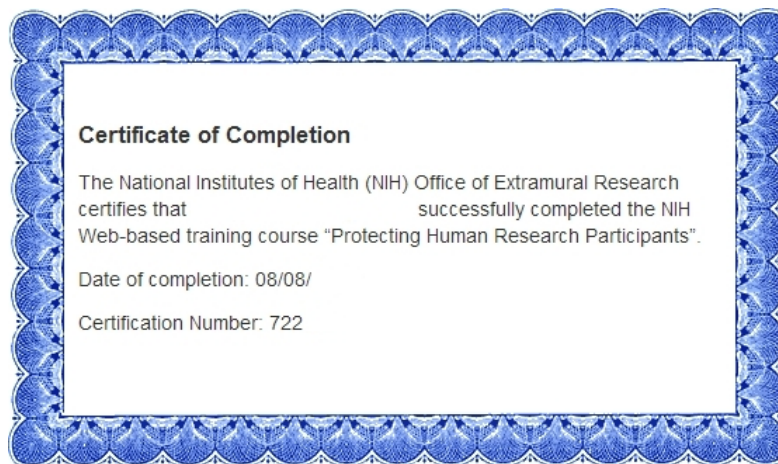 Certificate of Completion
The National Institutes of Health (NIH) Office of Extramural Research
certifies that successfully completed the NIH
Web-based training course “Protecting Human Research Participants”.
Date of completion: 08/08/
Certification Number: 722